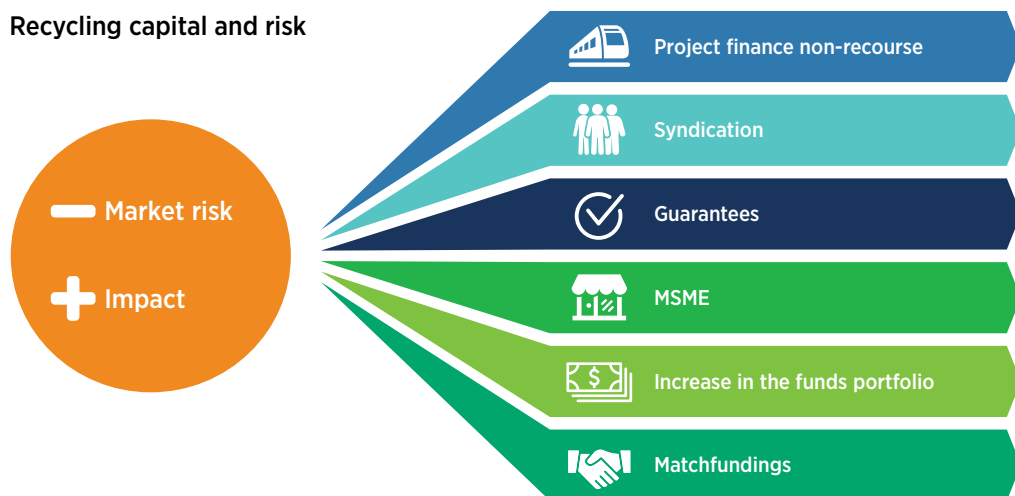 Recycling capital and risk
Market risk
Impact
Project finance non-recourse
Syndication
Guarantees
MSME
$ Increase in the funds portfolio
Matchfundings